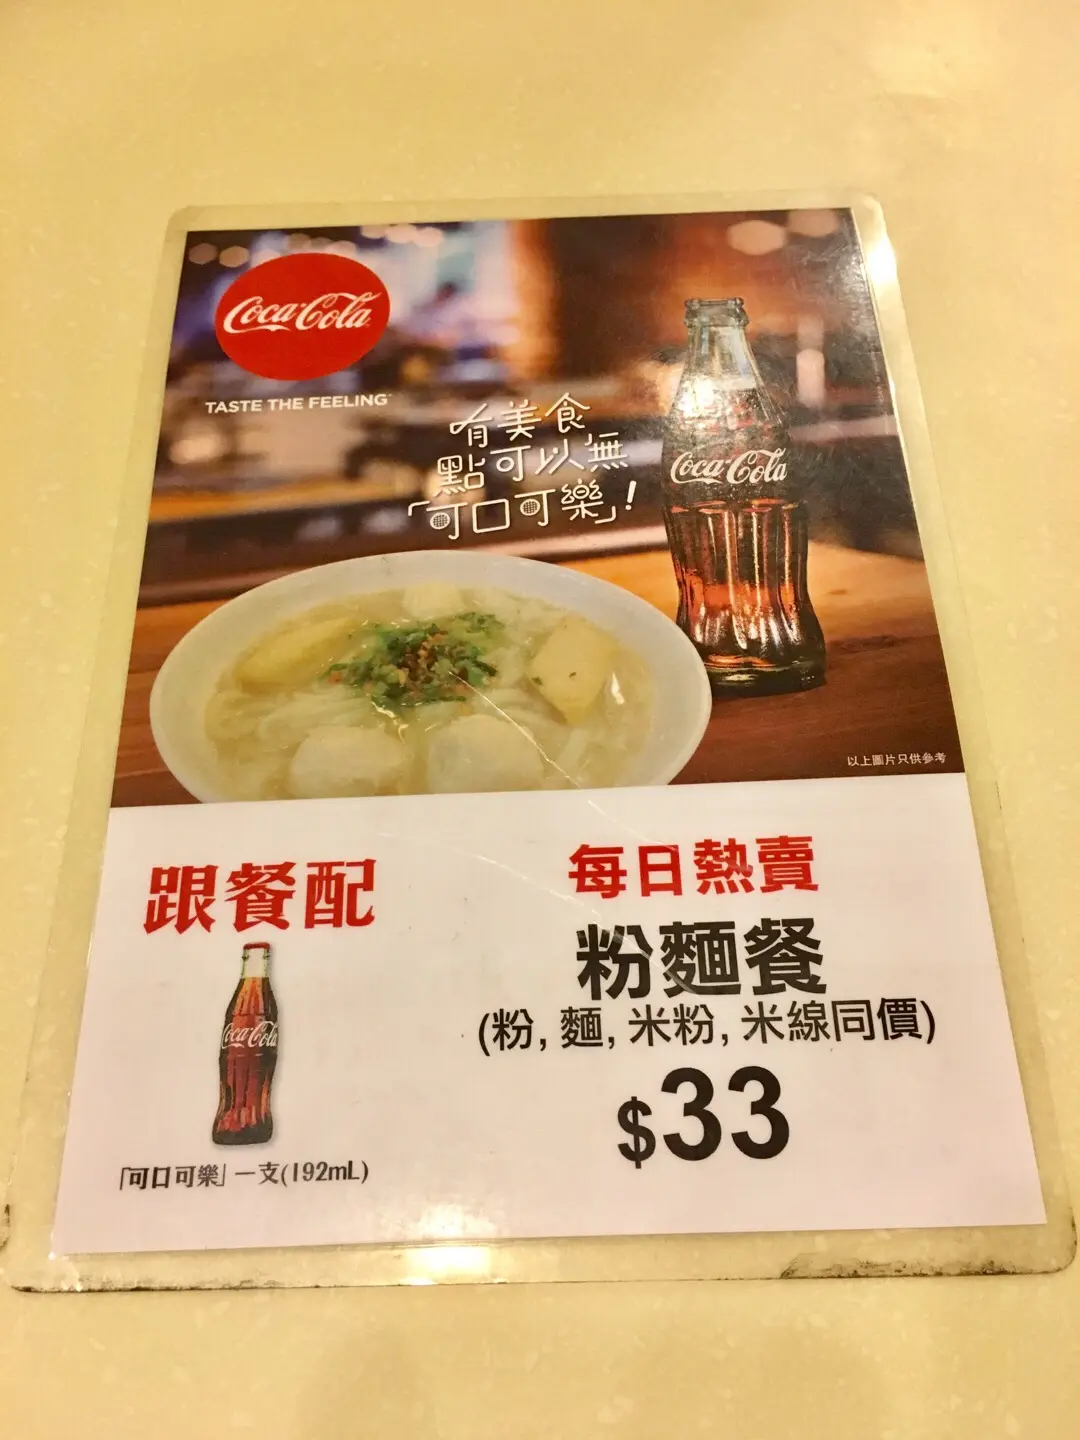 Coca-Cola
TASTE THE FEELING
有美食
點可以無
「可口可樂」!
Coca-Cola
以上圖片只供參考
跟餐配
Coca-Cola
「可口可樂」一支(192mL)
每日熱賣
粉麵餐
(粉, 麵, 米粉, 米線同價)
$33